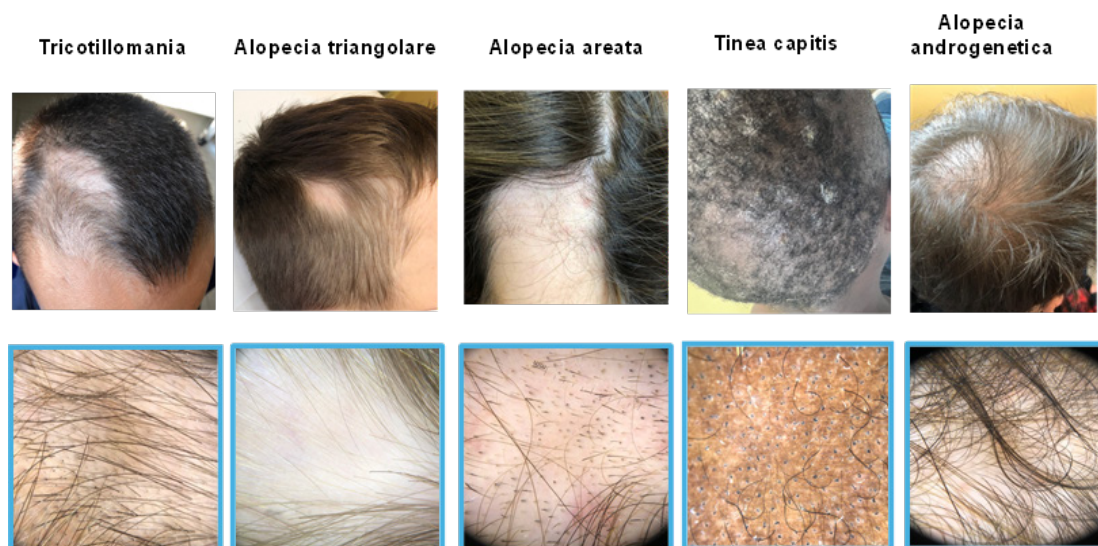 Tricotillomania
Alopecia triangolare
Alopecia areata
Tinea capitis
Alopecia
androgenetica